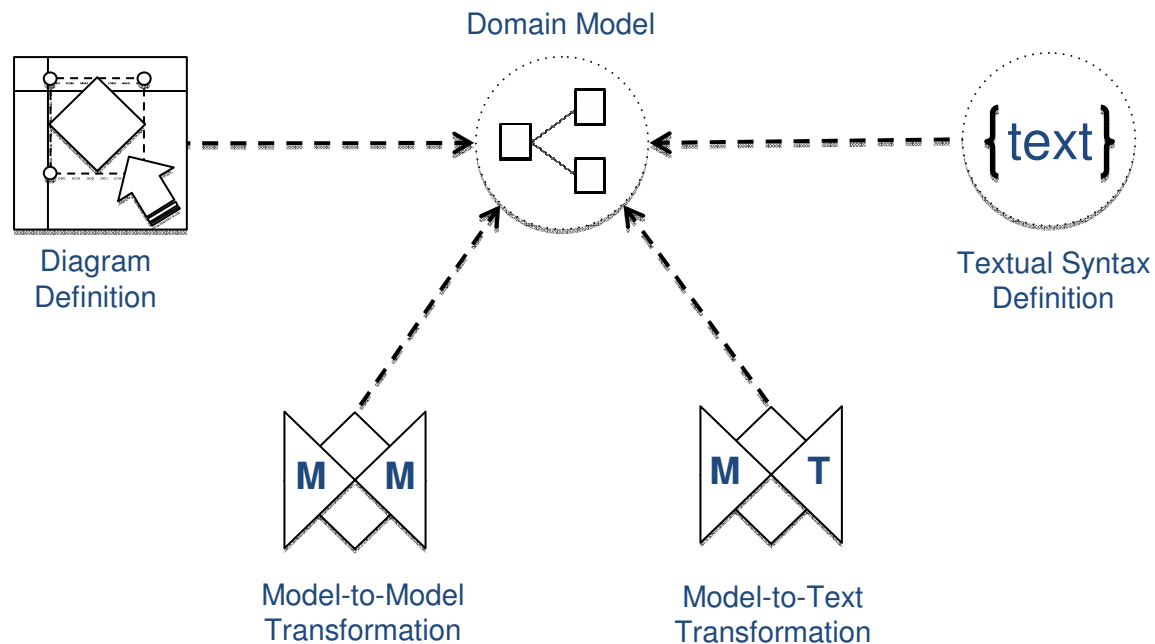 Domain Model
{text}
Diagram
Definition
Textual Syntax
Definition
M M
M T
Model-to-Model
Transformation
Model-to-Text
Transformation